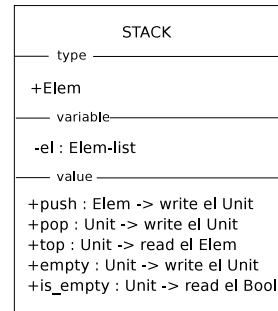 STACK
type
+Elem
variable
-el : Elem-list
value
+push : Elem -> write el Unit
+pop : Unit -> write el Unit
+top : Unit -> read el Elem
+empty : Unit -> write el Unit
+is_empty : Unit -> read el Bool